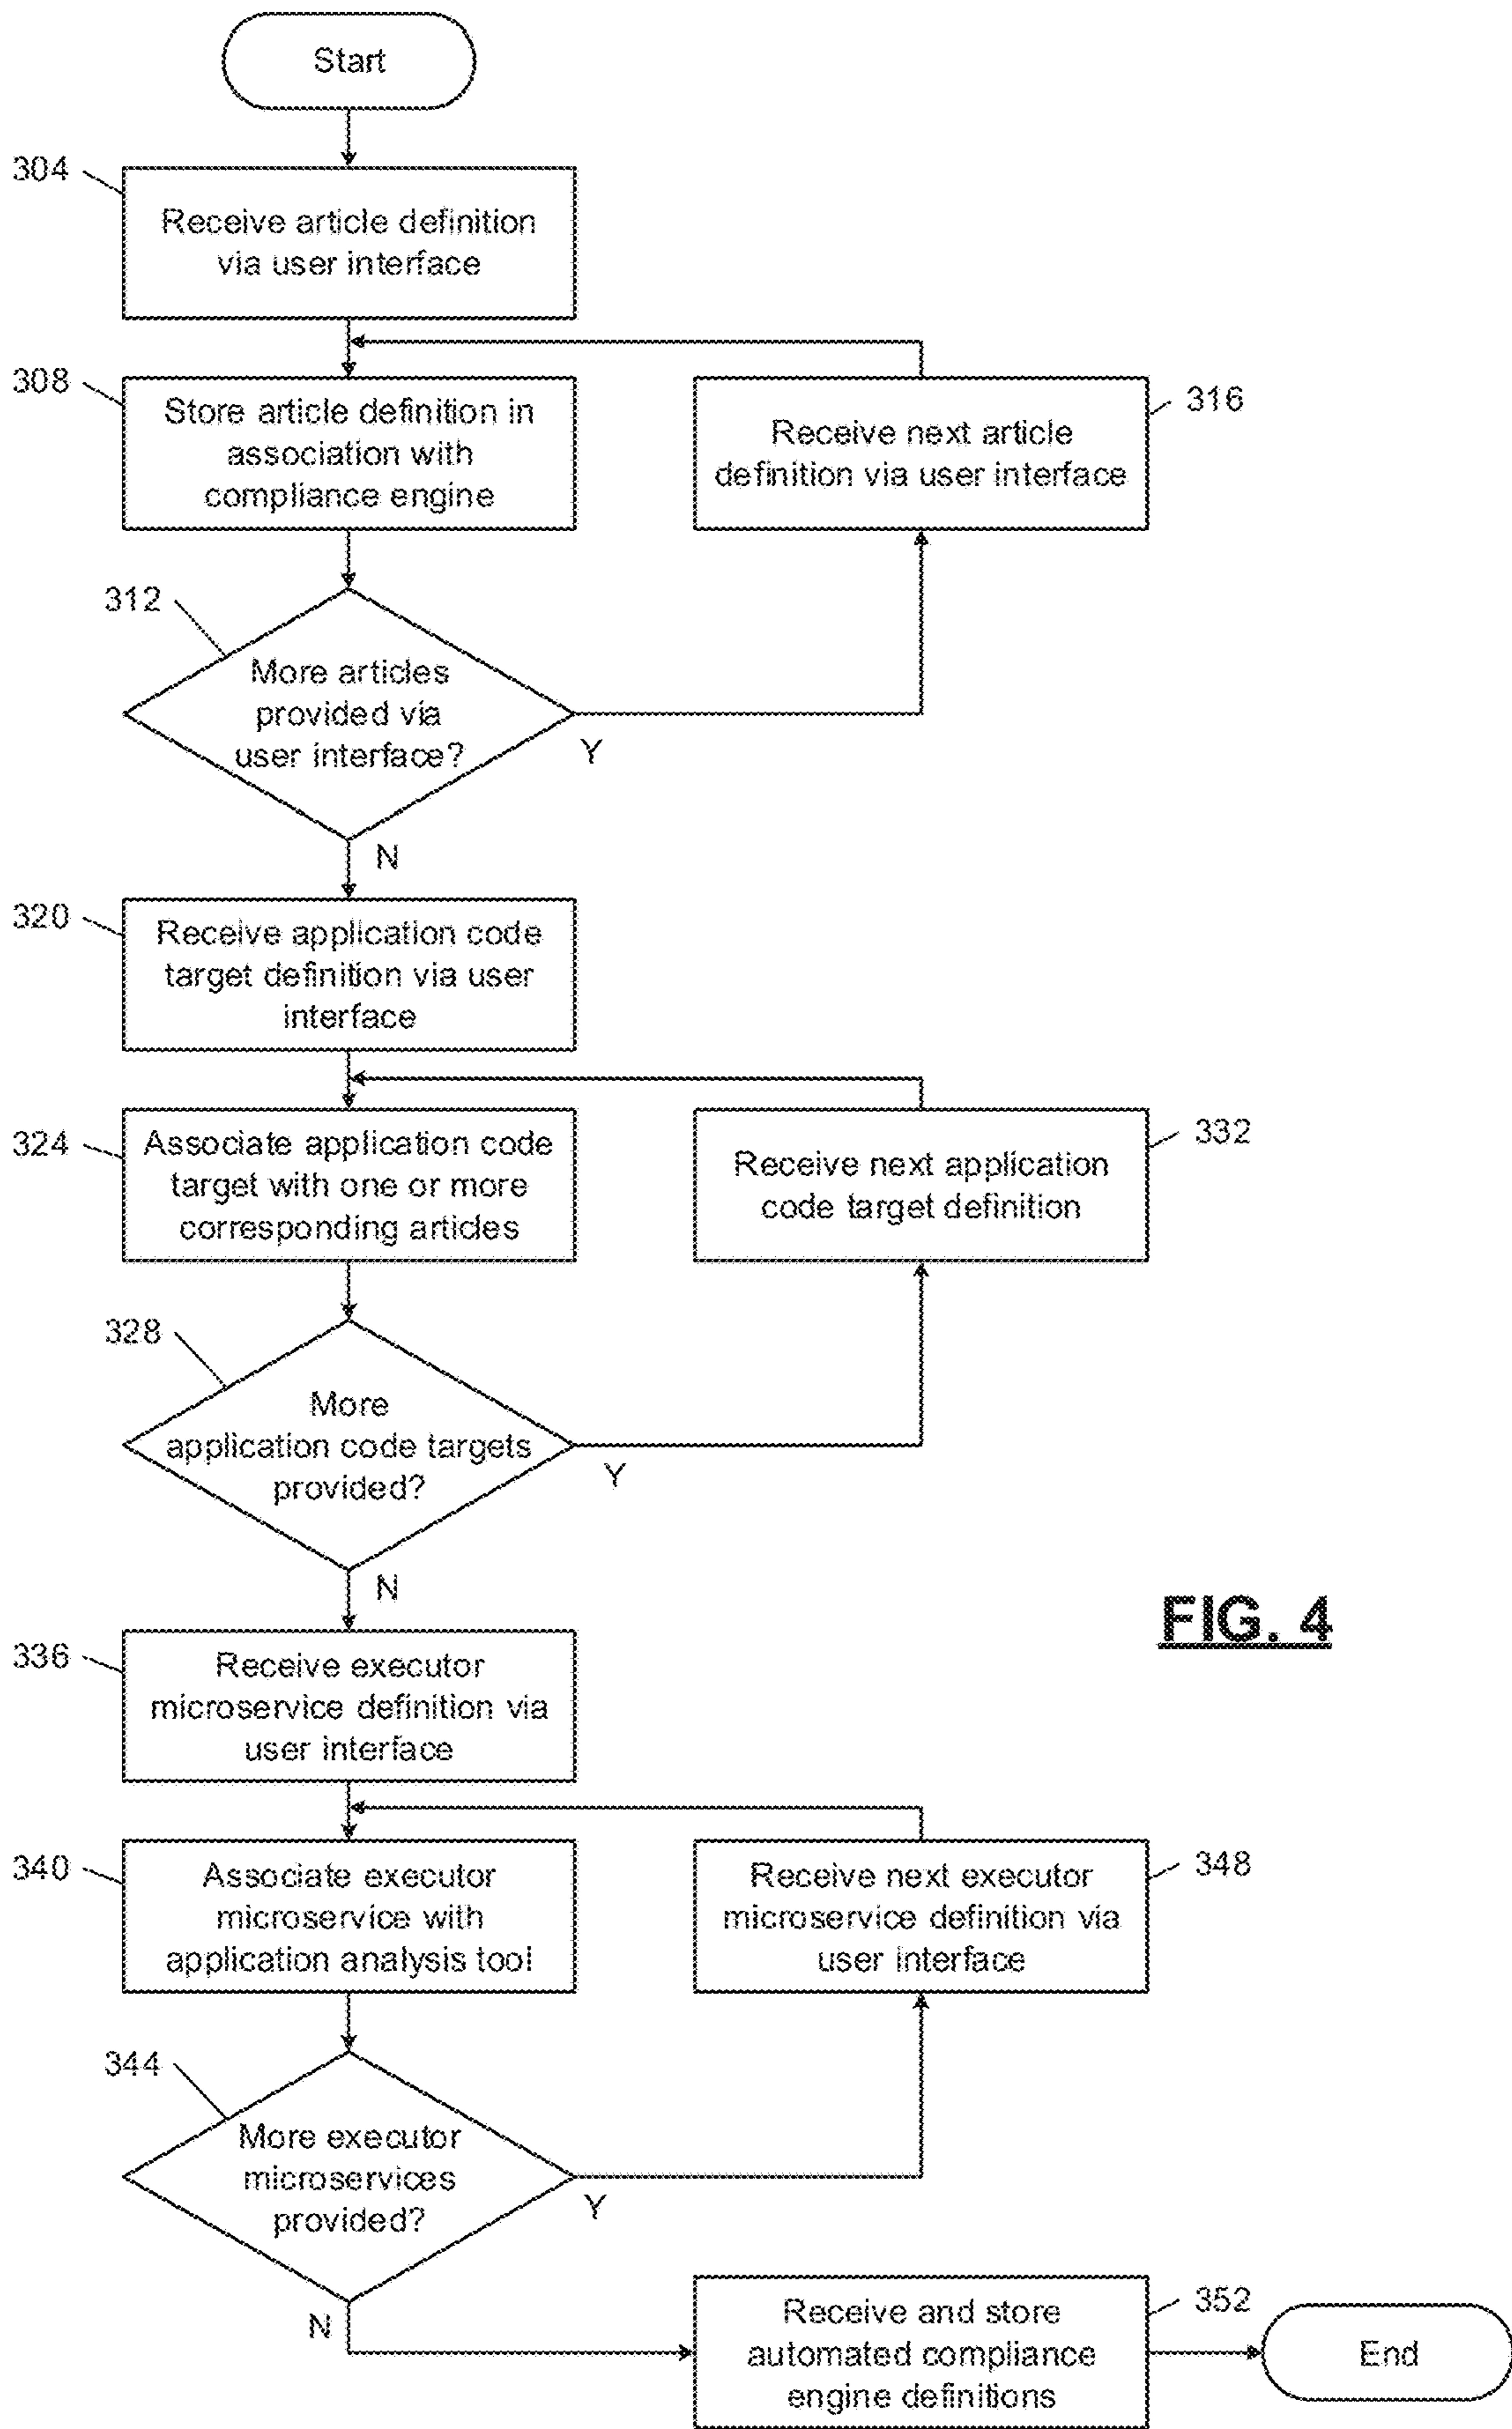 Start
304
Receive article definition
via user interface
308
Store article definition in
association with
compliance engine
316
Receive next article
definition via user interface
312
More articles
provided via
user interface?
Y
N
320
Receive application code
target definition via user
interface
324
Associate application code
target with one or more
corresponding articles
332
Receive next application
code target definition
328
More
application code targets
provided?
Y
N
FIG. 4
336
Receive executor
microservice definition via
user interface
340
Associate executor
microservice with
application analysis tool
348
Receive next executor
microservice definition via
user interface
344
More executor
microservices
provided?
Y
N
352
Receive and store
automated compliance
engine definitions
End